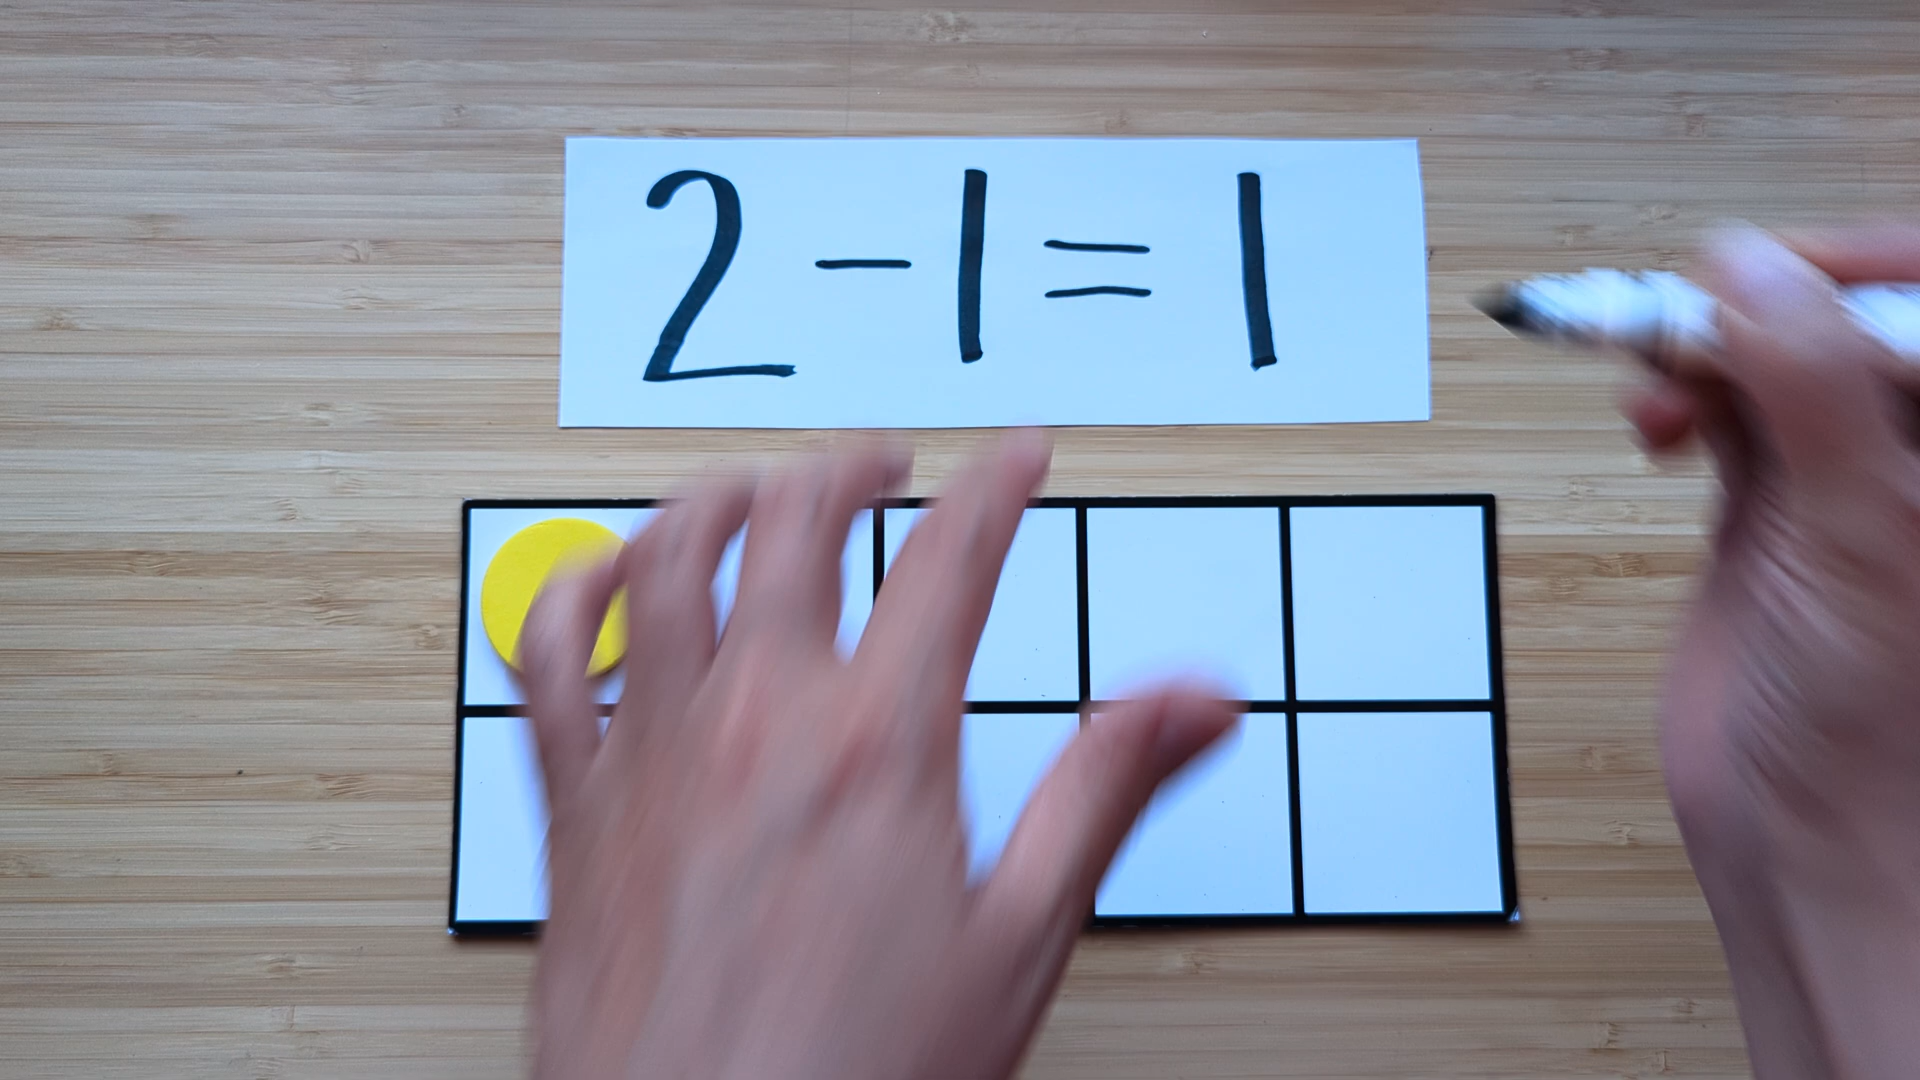 2 - 1 = 1